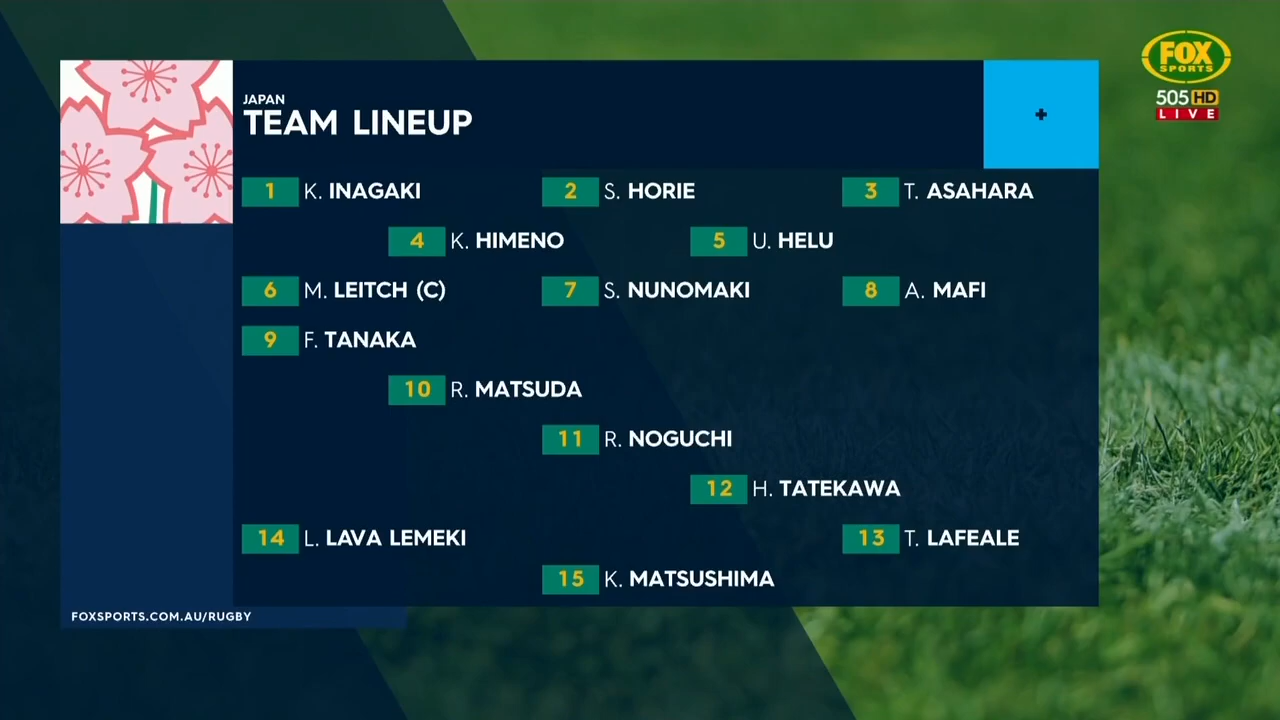 FOX
SPORTS
505 HD
LIVE
JAPAN
TEAM LINEUP
1 K. INAGAKI 2 S. HORIE 3 T. ASAHARA
4 K. HIMENO 5 U. HELU
6 M. LEITCH (C) 7 S. NUNOMAKI 8 A. MAFI
9 F. TANAKA
10 R. MATSUDA
11 R. NOGUCHI
12 H. TATEKAWA
14 L. LAVA LEMEKI 13 T. LAFEALE
15 K. MATSUSHIMA
FOXSPORTS.COM.AU/RUGBY